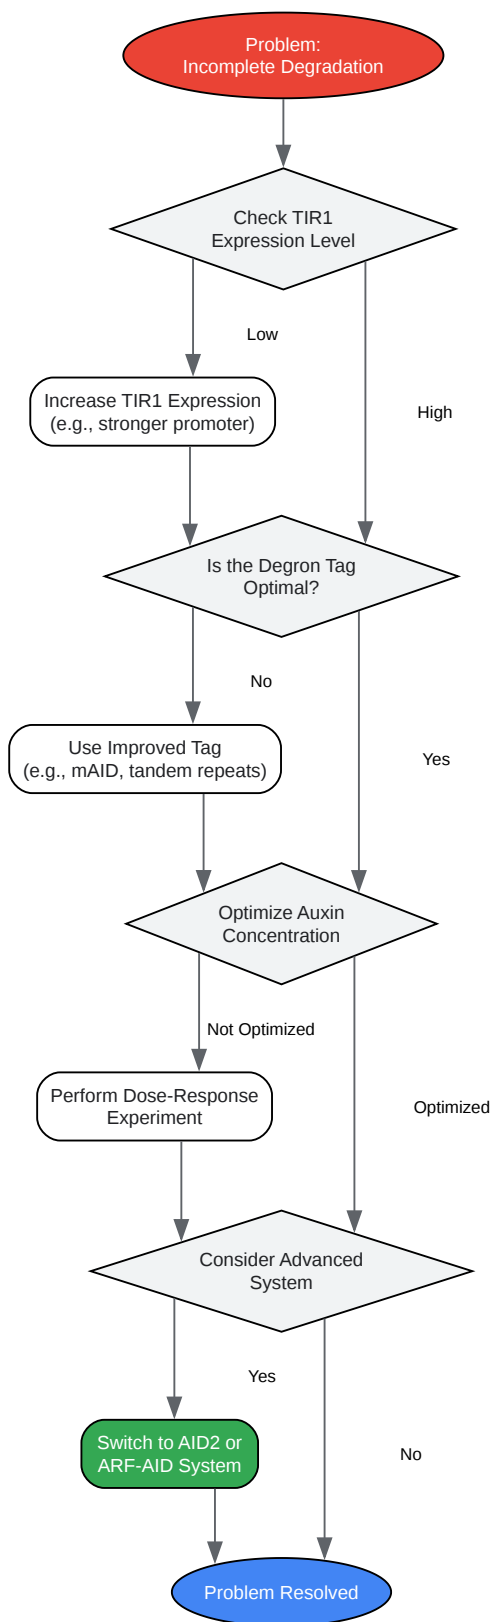 Problem:
Incomplete Degradation
Check TIR1
Expression Level
Low
Increase TIR1 Expression
(e.g., stronger promoter)
High
Is the Degron Tag
Optimal?
No
Use Improved Tag
(e.g., mAID, tandem repeats)
Yes
Optimize Auxin
Concentration
Not Optimized
Perform Dose-Response
Experiment
Optimized
Consider Advanced
System
Yes
Switch to AID2 or
ARF-AID System
No
Problem Resolved